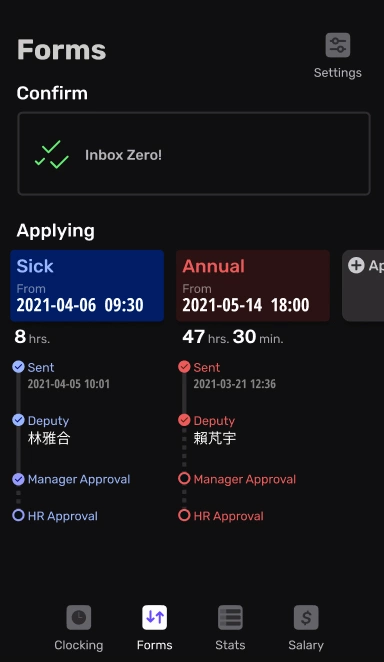 Forms
Settings
Confirm
Inbox Zero!
Applying
Sick
From
2021-04-06 09:30
8 hrs.
Sent
2021-04-05 10:01
Deputy
林雅合
Manager Approval
HR Approval
Annual
From
2021-05-14 18:00
47 hrs. 30 min.
Sent
2021-03-21 12:36
Deputy
賴芃宇
Manager Approval
HR Approval
Ap
Clocking
Forms
Stats
Salary